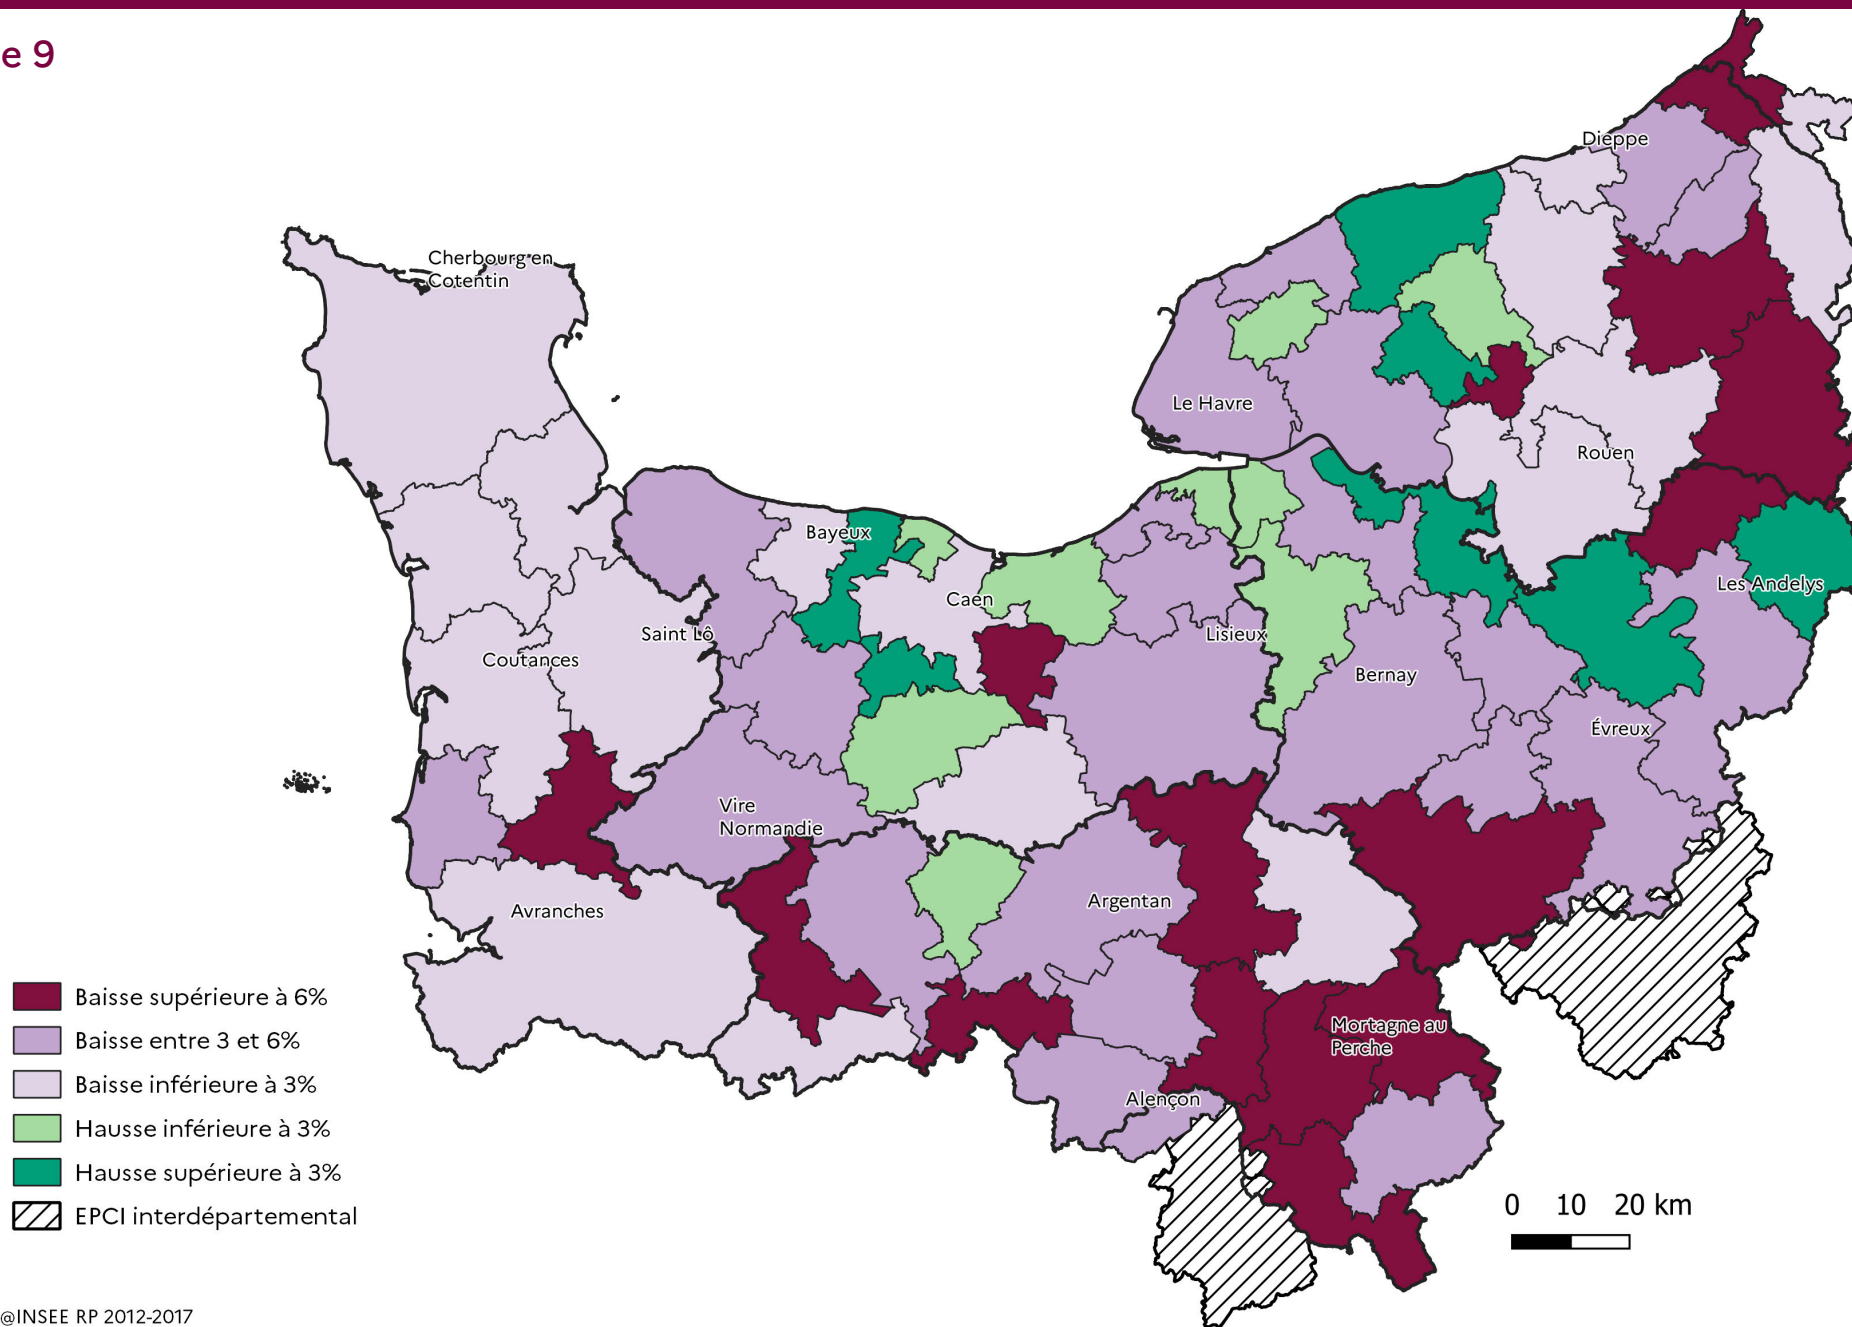 e 9
Dieppe
Cherbourg en
Cotentin
Le Havre
Rouen
Bayeux
Les Andelys
Caen
Saint Lô
Lisieux
Coutances
Bernay
Évreux
Vire
Normandie
Argentan
Avranches
Baisse supérieure à 6%
Mortagne au
Perche
Baisse entre 3 et 6%
Baisse inférieure à 3%
Alençon
Hausse inférieure à 3%
Hausse supérieure à 3%
EPCI interdépartemental
0 10 20 km
@INSEE RP 2012-2017